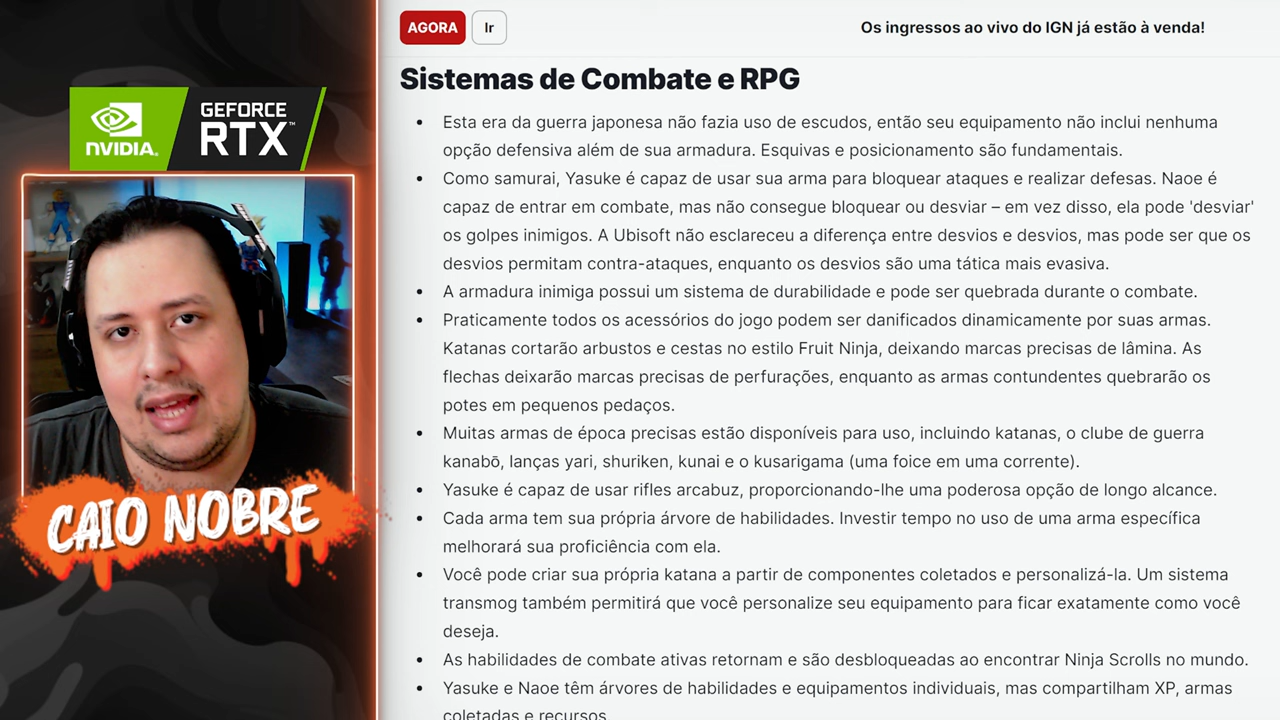 NVIDIA.
GEFORCE
RTX™
CAIO NOBRE
AGORA
Ir
Os ingressos ao vivo do IGN já estão à venda!
Sistemas de Combate e RPG
• Esta era da guerra japonesa não fazia uso de escudos, então seu equipamento não inclui nenhuma
opção defensiva além de sua armadura. Esquivas e posicionamento são fundamentais.
• Como samurai, Yasuke é capaz de usar sua arma para bloquear ataques e realizar defesas. Naoe é
capaz de entrar em combate, mas não consegue bloquear ou desviar – em vez disso, ela pode 'desviar'
os golpes inimigos. A Ubisoft não esclareceu a diferença entre desvios e desvios, mas pode ser que os
desvios permitam contra-ataques, enquanto os desvios são uma tática mais evasiva.
• A armadura inimiga possui um sistema de durabilidade e pode ser quebrada durante o combate.
• Praticamente todos os acessórios do jogo podem ser danificados dinamicamente por suas armas.
Katanas cortarão arbustos e cestas no estilo Fruit Ninja, deixando marcas precisas de lâmina. As
flechas deixarão marcas precisas de perfurações, enquanto as armas contundentes quebrarão os
potes em pequenos pedaços.
• Muitas armas de época precisas estão disponíveis para uso, incluindo katanas, o clube de guerra
kanabō, lanças yari, shuriken, kunai e o kusarigama (uma foice em uma corrente).
• Yasuke é capaz de usar rifles arcabuz, proporcionando-lhe uma poderosa opção de longo alcance.
• Cada arma tem sua própria árvore de habilidades. Investir tempo no uso de uma arma específica
melhorará sua proficiência com ela.
• Você pode criar sua própria katana a partir de componentes coletados e personalizá-la. Um sistema
transmog também permitirá que você personalize seu equipamento para ficar exatamente como você
deseja.
• As habilidades de combate ativas retornam e são desbloqueadas ao encontrar Ninja Scrolls no mundo.
• Yasuke e Naoe têm árvores de habilidades e equipamentos individuais, mas compartilham XP, armas
coletadas e recursos.